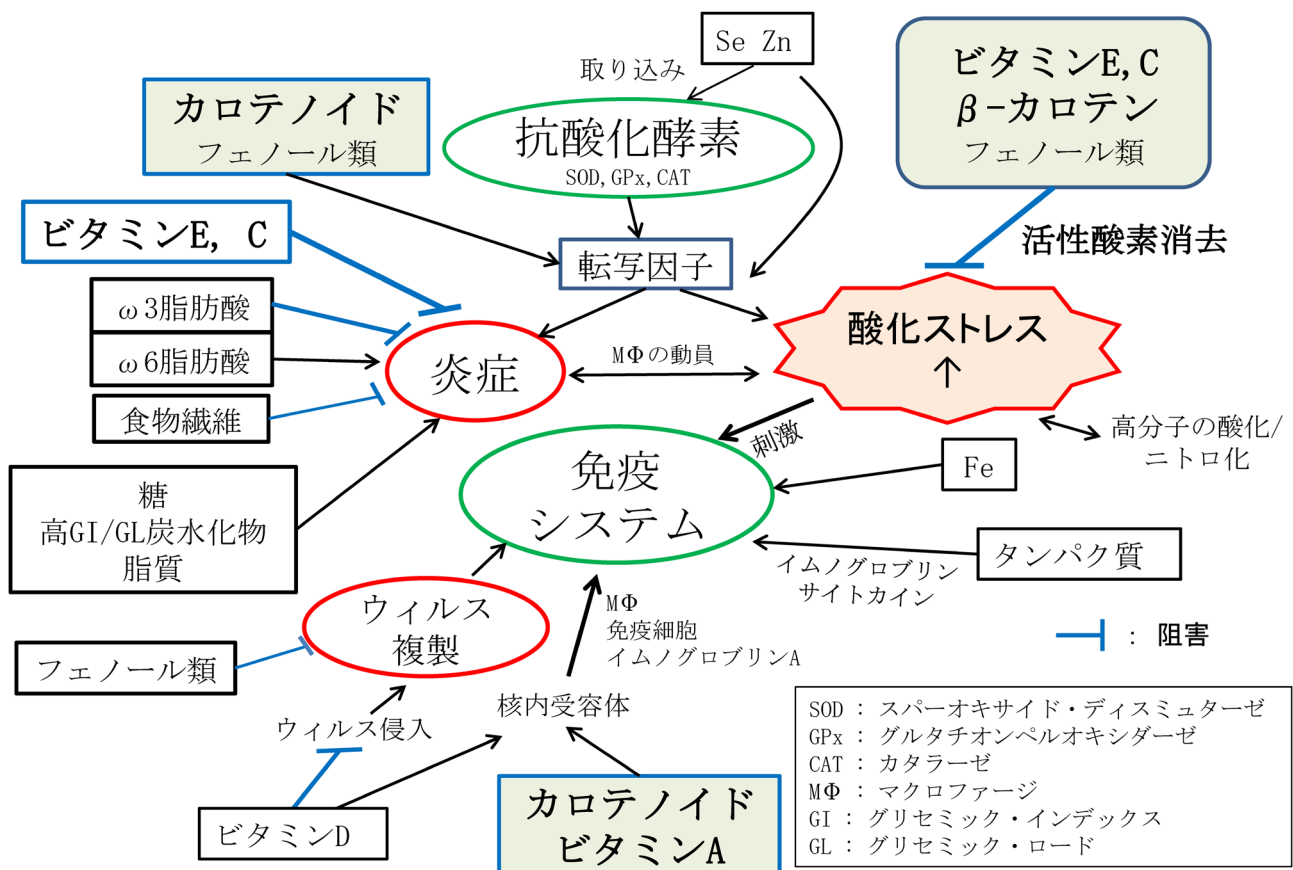 Se Zn
取り込み
カロテノイド
フェノール類
抗酸化酵素
SOD, GPx, CAT
ビタミンE, C
β-カロテン
フェノール類
活性酸素消去
ビタミンE, C
転写因子
ω3脂肪酸
ω6脂肪酸
食物繊維
炎症
MΦの動員
酸化ストレス
↑
刺激
高分子の酸化/
ニトロ化
糖
高GI/GL炭水化物
脂質
免疫
システム
Fe
タンパク質
イムノグロブリン
サイトカイン
ウィルス
複製
MΦ
免疫細胞
イムノグロブリンA
フェノール類
: 阻害
ウィルス侵入
核内受容体
ビタミンD
カロテノイド
ビタミンA
SOD : スパーオキサイド・ディスミュターゼ
GPx : グルタチオンペルオキシダーゼ
CAT : カタラーゼ
MΦ : マクロファージ
GI : グリセミック・インデックス
GL : グリセミック・ロード